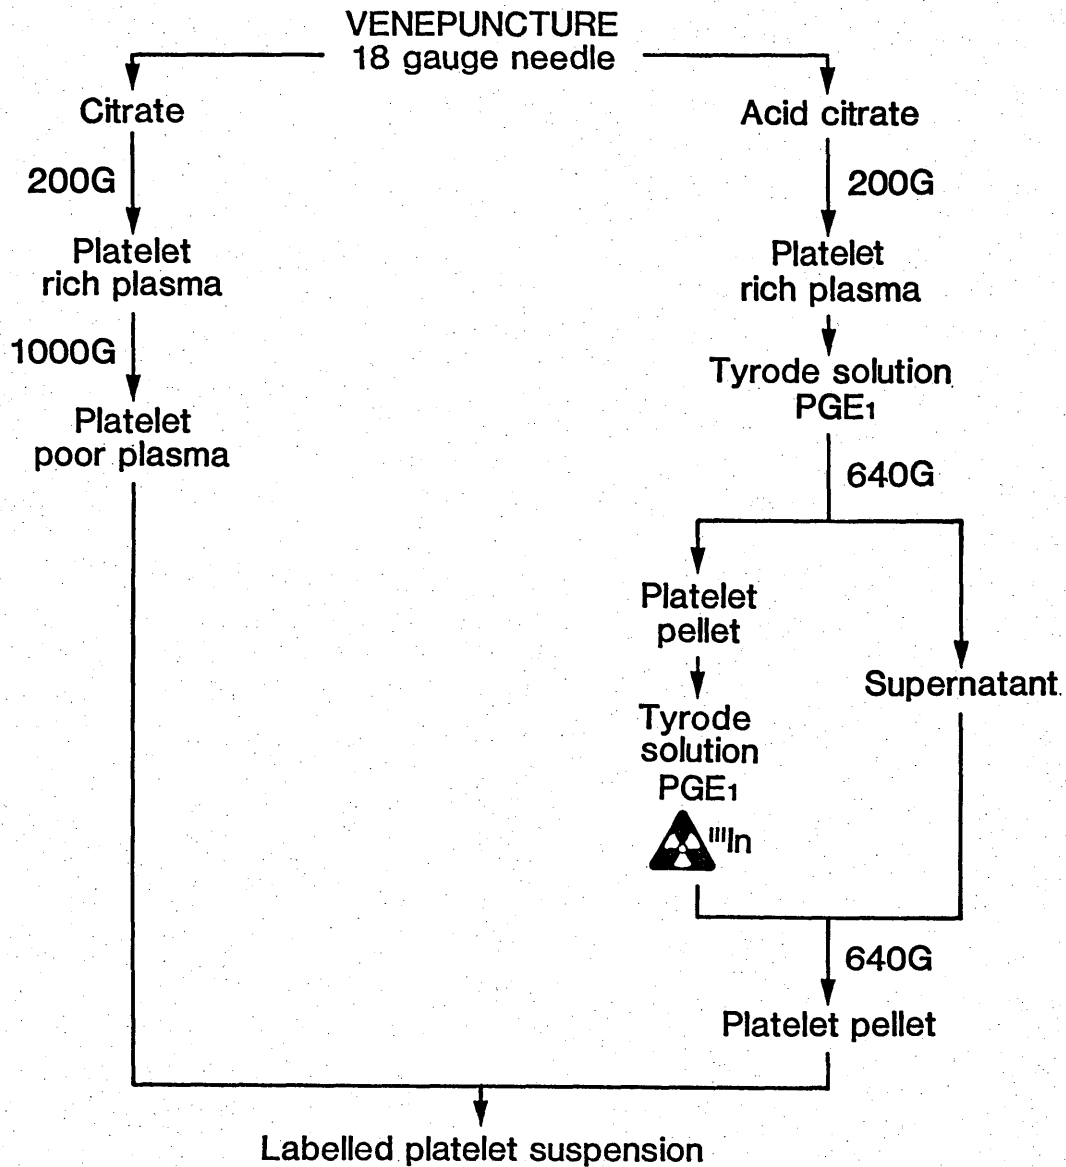 VENEPUNCTURE
18 gauge needle
Citrate
200G
Platelet
rich plasma
1000G
Platelet
poor plasma
Acid citrate
200G
Platelet
rich plasma
Tyrode solution
PGE1
640G
Platelet
pellet
Tyrode
solution
PGE1
111In
Supernatant
640G
Platelet pellet
Labelled platelet suspension